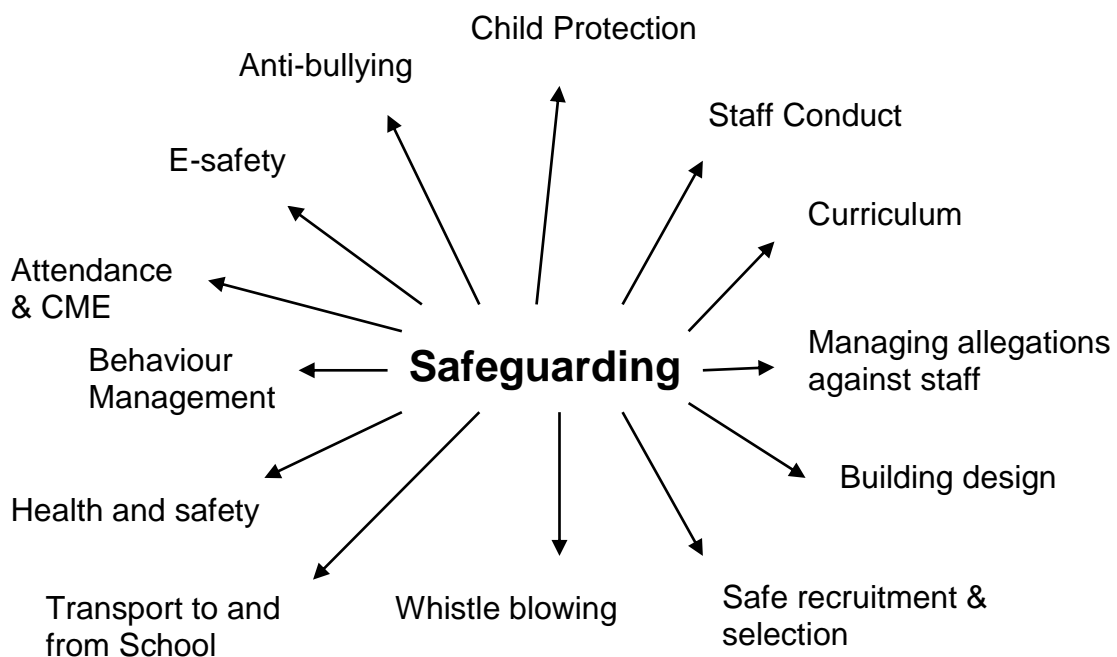 Child Protection
Anti-bullying
Staff Conduct
E-safety
Curriculum
Attendance
& CME
Managing allegations
against staff
Behaviour
Management
Safeguarding
Building design
Health and safety
Safe recruitment &
selection
Transport to and
from School
Whistle blowing